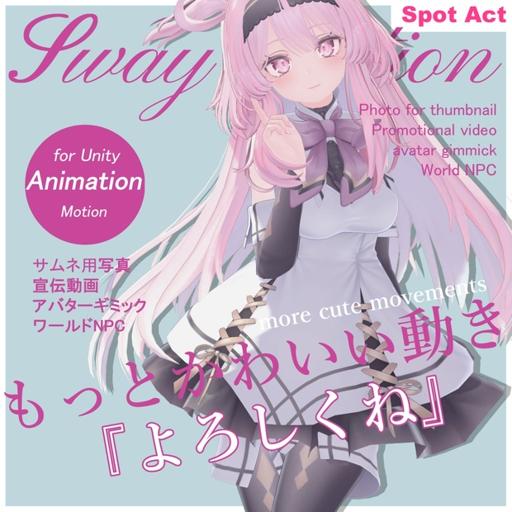 Spot Act
Sway
Photo for thumbnail
Promotional video
avatar gimmick
World NPC
for Unity
Animation
Motion
サムネ用写真
宣伝動画
アバターギミック
ワールドNPC
more cute movements
もっとかわいい動き
『よろしくね』